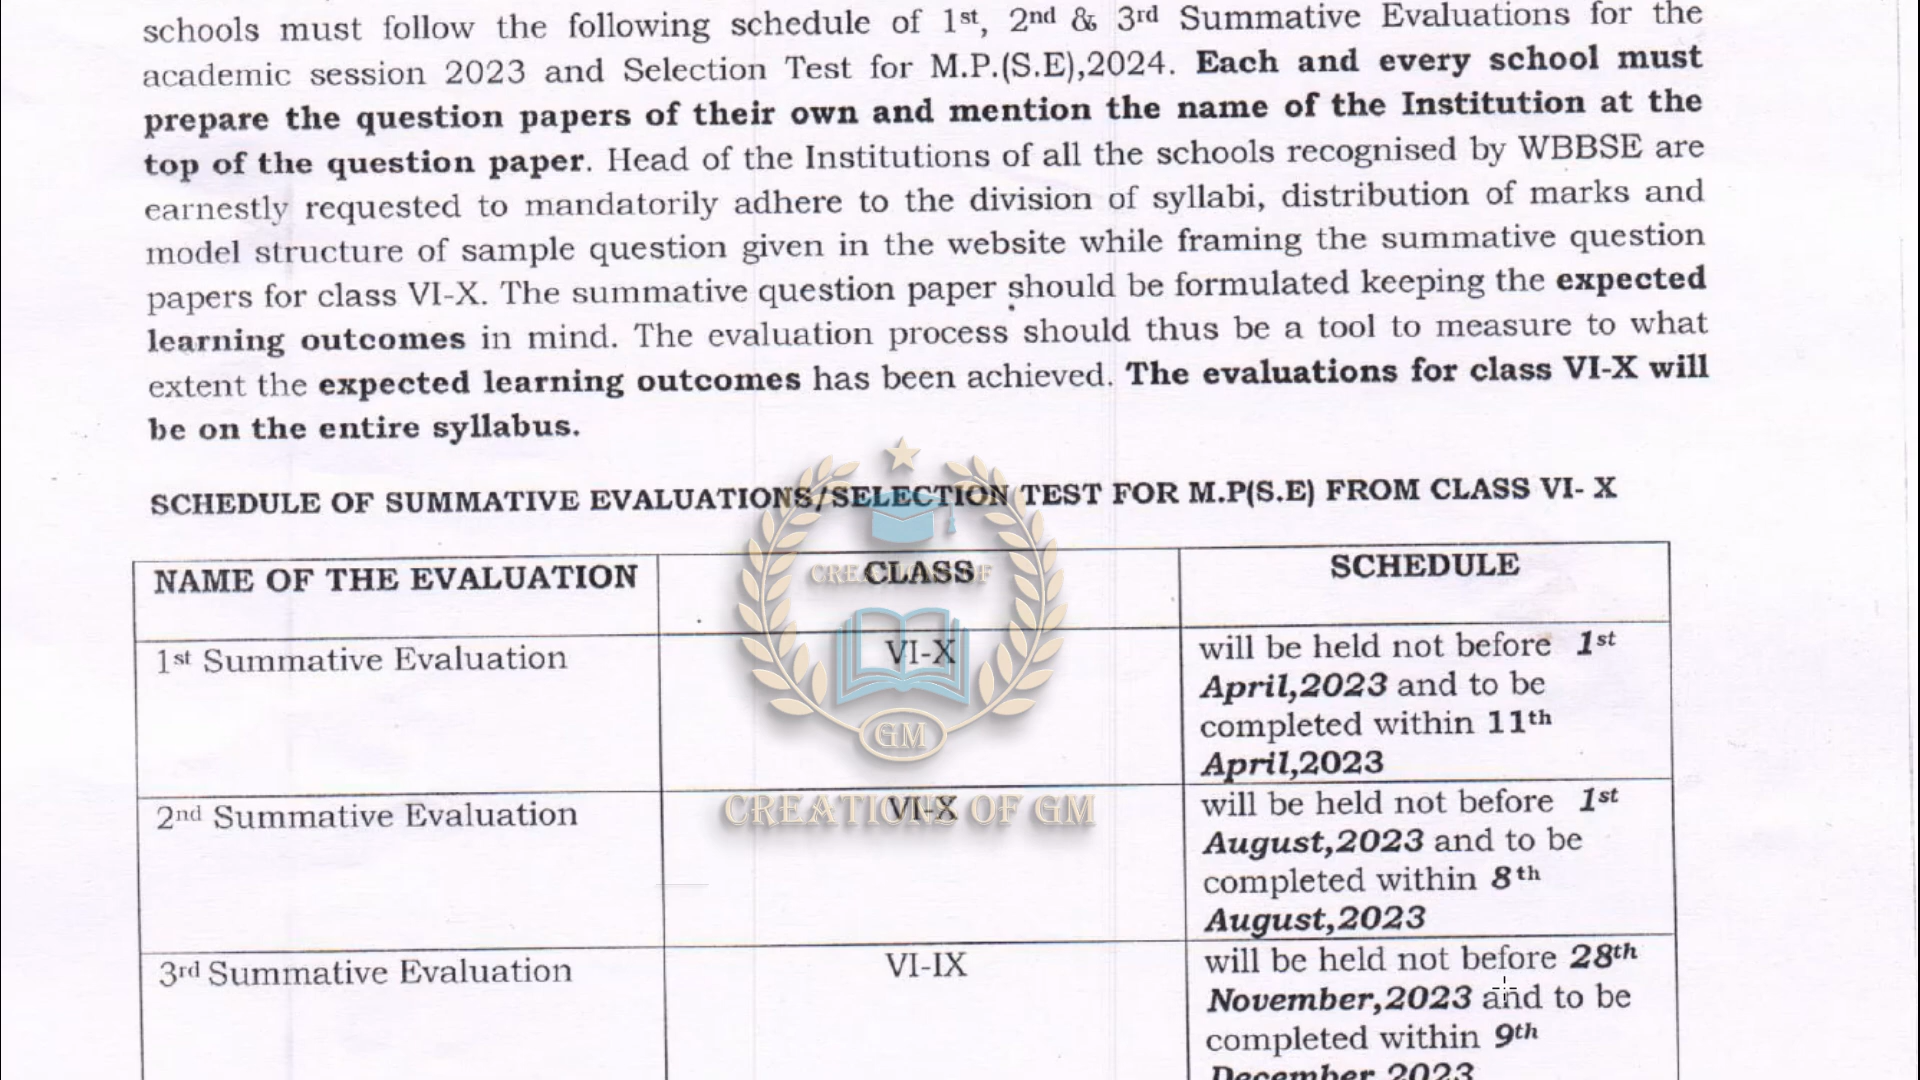 schools must follow the following schedule of 1st, 2nd & 3rd Summative Evaluations for the
academic session 2023 and Selection Test for M.P.(S.E),2024. Each and every school must
prepare the question papers of their own and mention the name of the Institution at the
top of the question paper. Head of the Institutions of all the schools recognised by WBBSE are
earnestly requested to mandatorily adhere to the division of syllabi, distribution of marks and
model structure of sample question given in the website while framing the summative question
papers for class VI-X. The summative question paper should be formulated keeping the expected
learning outcomes in mind. The evaluation process should thus be a tool to measure to what
extent the expected learning outcomes has been achieved. The evaluations for class VI-X will
be on the entire syllabus.
SCHEDULE OF SUMMATIVE EVALUATIONS/SELECTION TEST FOR M.P(S.E) FROM CLASS VI- X
NAME OF THE EVALUATION
CLASS
SCHEDULE
1st Summative Evaluation
VI-X
will be held not before 1st
April,2023 and to be
completed within 11th
April,2023
2nd Summative Evaluation
VI-X
will be held not before 1st
August,2023 and to be
completed within 8th
August,2023
3rd Summative Evaluation
VI-IX
will be held not before 28th
November,2023 and to be
completed within 9th
December,2023
CREATIONS OF
GM
CREATIONS OF GM